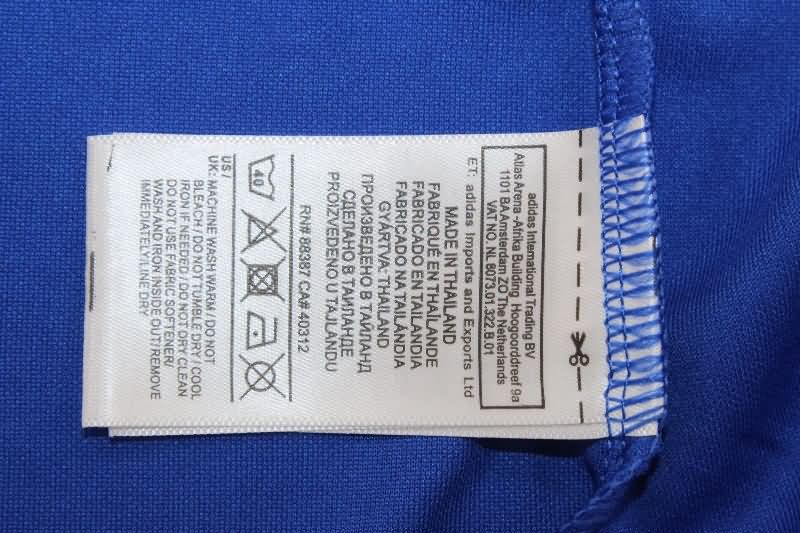 adidas International Trading BV
Atlas Arena -Afrika Building Hoogoorddreef 9a
1101 BA Amsterdam ZO The Netherlands
VAT NO. NL 8073.01.322.B.01
ET: adidas Imports and Exports Ltd
MADE IN THAILAND
FABRIQUÉ EN THAÏLANDE
FABRICADO EN TAILANDIA
FABRICADO NA TAILÂNDIA
GYÁRTVA: THAILAND
ПРОИЗВЕДЕНО В ТАЙЛАНД
СДЕЛАНО В ТАИЛАНДЕ
PROIZVEDENO U TAJLANDU
RN# 88387 CA# 40312
40
US /
UK: MACHINE WASH WARM / DO NOT
BLEACH / DO NOT TUMBLE DRY / COOL
IRON IF NEEDED / DO NOT DRY CLEAN
DO NOT USE FABRIC SOFTENER/
WASH AND IRON INSIDE OUT/ REMOVE
IMMEDIATELY/LINE DRY